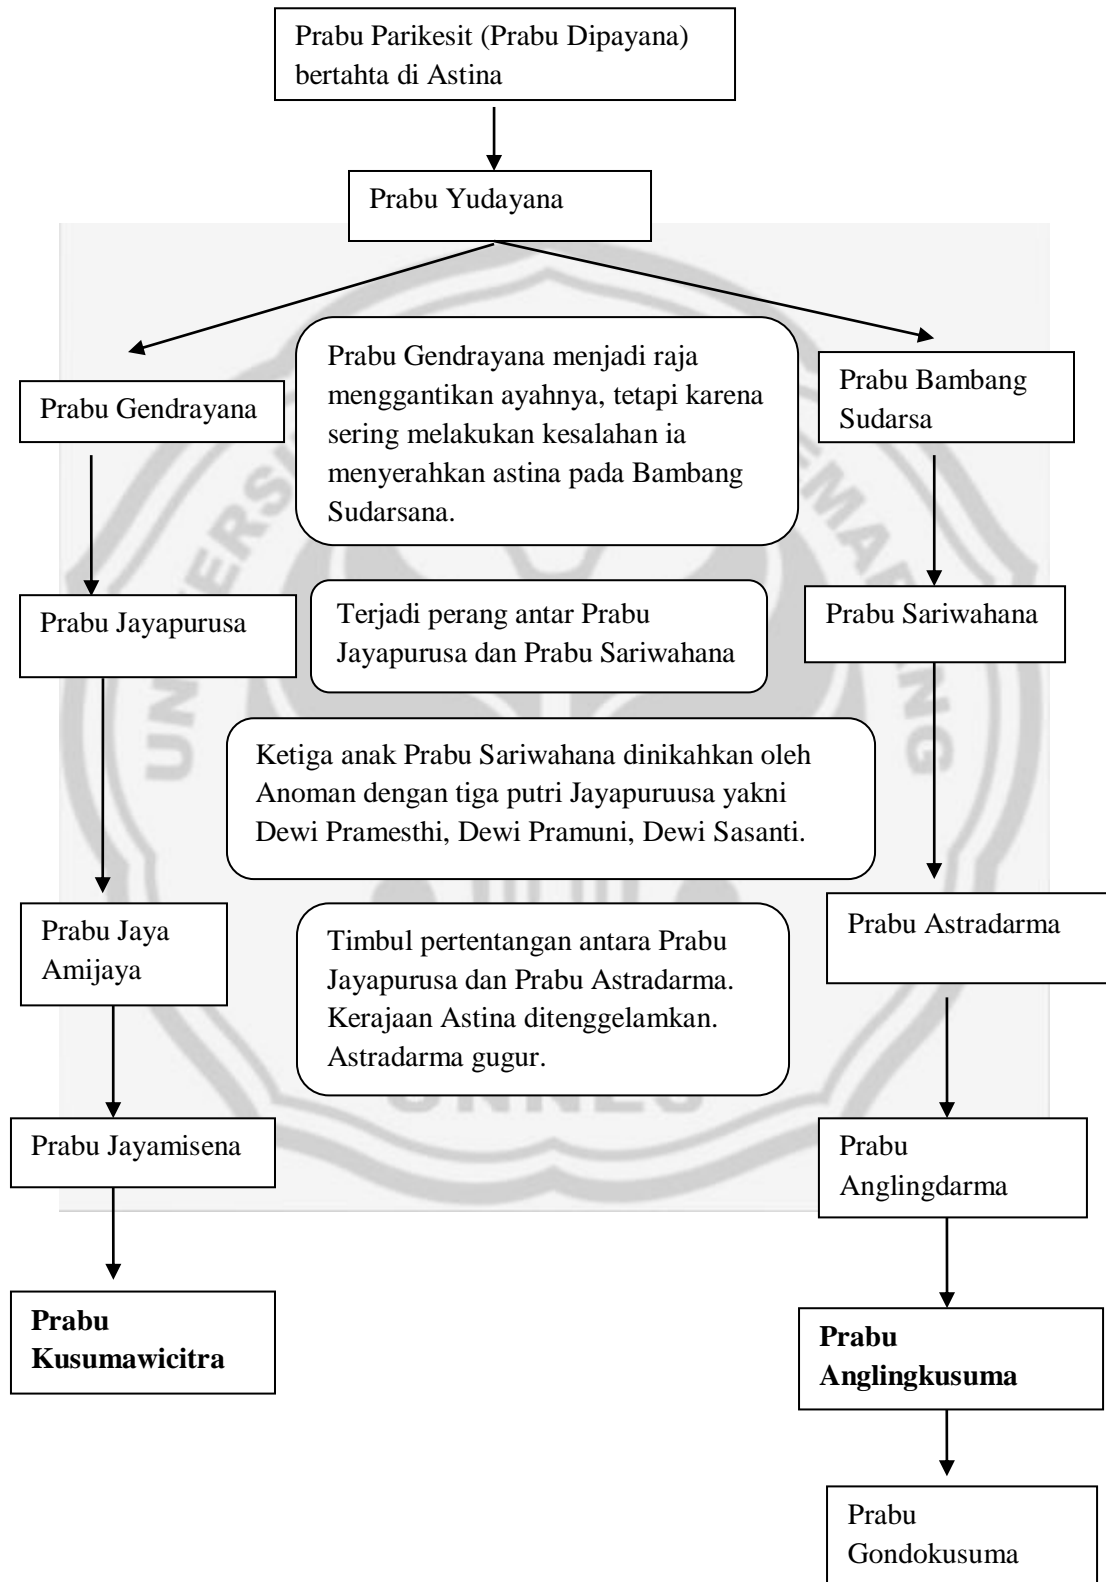 Prabu Parikesit (Prabu Dipayana)
bertahta di Astina
Prabu Yudayana
Prabu Gendrayana
Prabu Gendrayana menjadi raja
menggantikan ayahnya, tetapi karena
sering melakukan kesalahan ia
menyerahkan astina pada Bambang
Sudarsana.
Prabu Bambang
Sudarsa
Prabu Jayapurusa
Terjadi perang antar Prabu
Jayapurusa dan Prabu Sariwahana
Prabu Sariwahana
Ketiga anak Prabu Sariwahana dinikahkan oleh
Anoman dengan tiga putri Jayapuruusa yakni
Dewi Pramesthi, Dewi Pramuni, Dewi Sasanti.
Prabu Jaya
Amijaya
Timbul pertentangan antara Prabu
Jayapurusa dan Prabu Astradarma.
Kerajaan Astina ditenggelamkan.
Astradarma gugur.
Prabu Astradarma
Prabu Jayamisena
Prabu
Anglingdarma
Prabu
Kusumawicitra
Prabu
Anglingkusuma
Prabu
Gondokusuma
UNNES